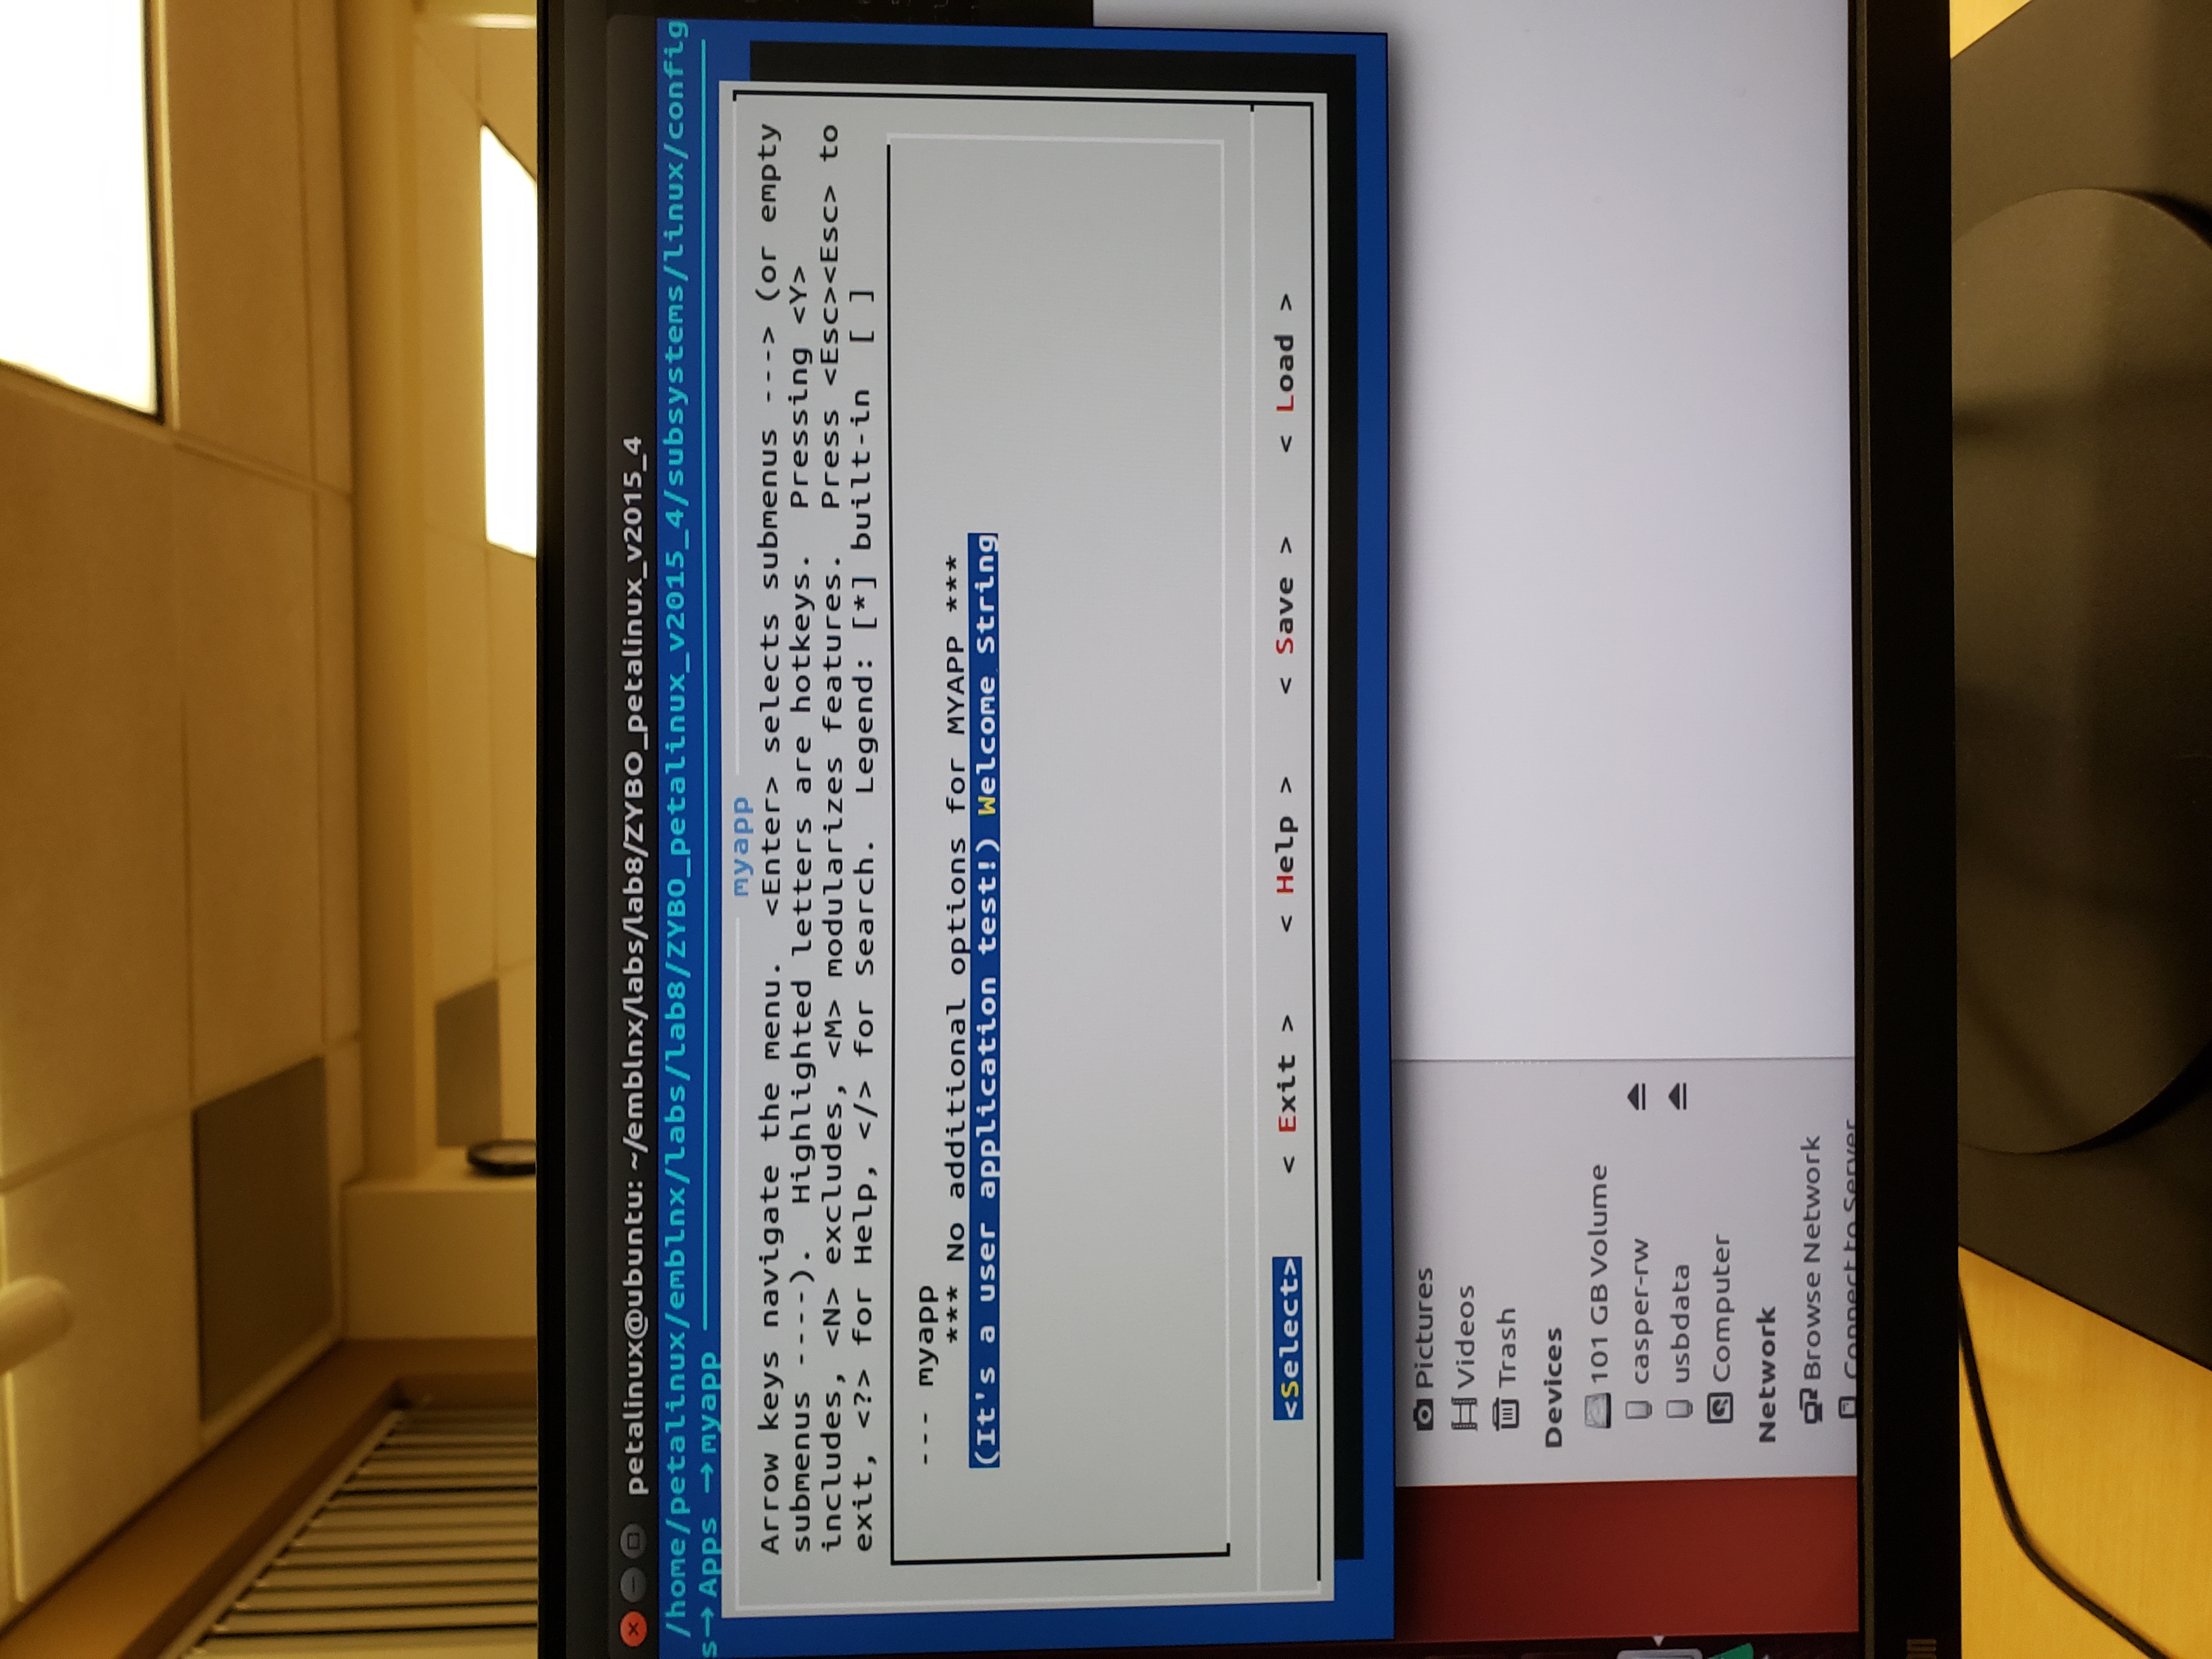 petalinux@ubuntu: ~/emblnx/labs/lab8/ZYBO_petalinux_v2015_4
/home/petalinux/emblnx/labs/lab8/ZYBO_petalinux_v2015_4/subsystems/linux/config
s→ Apps → myapp
myapp
Arrow keys navigate the menu. <Enter> selects submenus ---> (or empty
submenus ----). Highlighted letters are hotkeys. Pressing <Y>
includes, <N> excludes, <M> modularizes features. Press <Esc><Esc> to
exit, <?> for Help, </> for Search. Legend: [*] built-in [ ]
--- myapp
*** No additional options for MYAPP ***
(It's a user application test!) Welcome String
<Select> < Exit > < Help > < Save > < Load >
Pictures
Videos
Trash
Devices
101 GB Volume
casper-rw
usbdata
Computer
Network
Browse Network
Connect to Server